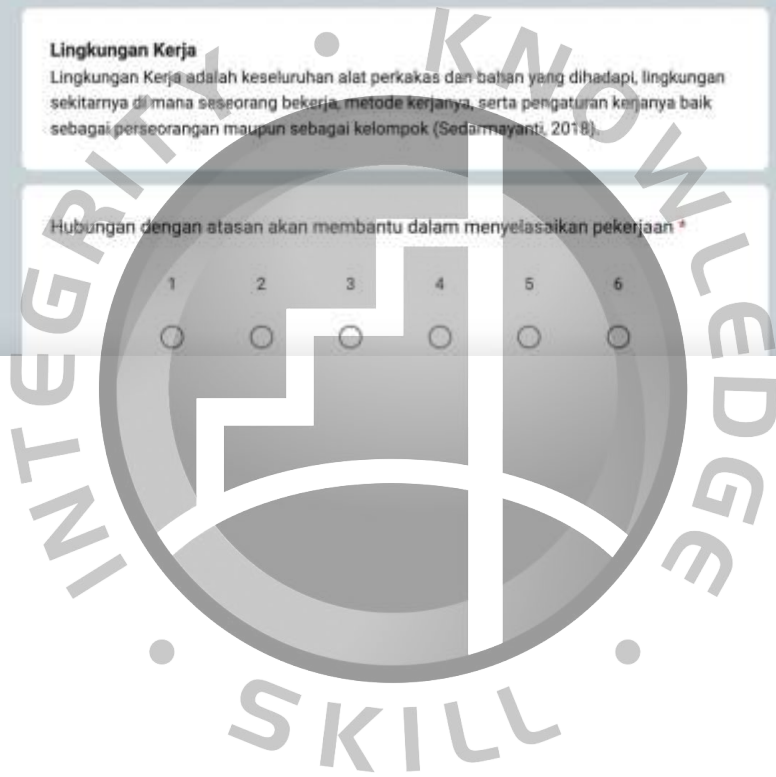 Lingkungan Kerja
Lingkungan Kerja adalah keseluruhan alat perkakas dan bahan yang dihadapi, lingkungan
sekitarnya di mana seseorang bekerja, metode kerjanya, serta pengaturan kerjanya baik
sebagai perseorangan maupun sebagai kelompok (Sedarmayanti, 2018).
Hubungan dengan atasan akan membantu dalam menyelasaikan pekerjaan *
1 2 3 4 5 6
INTEGRITY • KNOWLEDGE • SKILL •